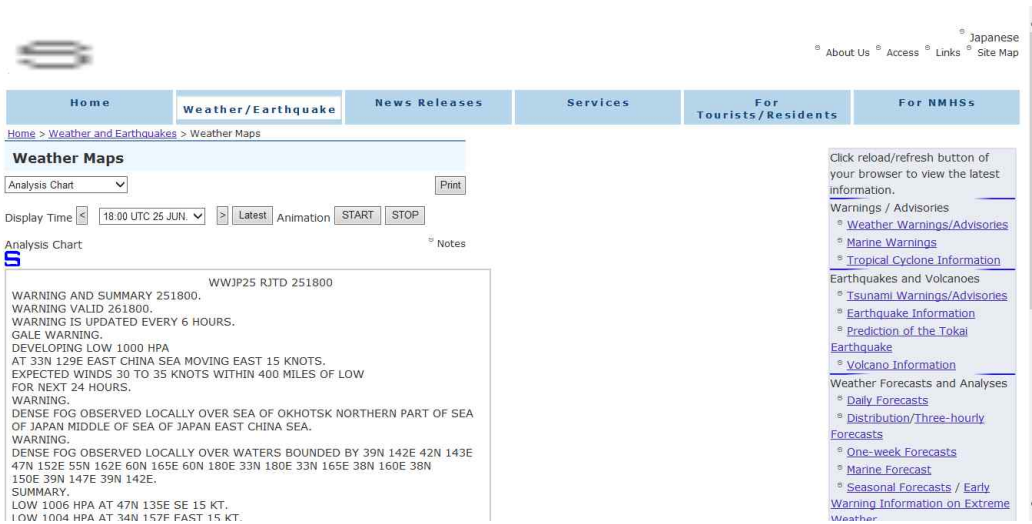 Japanese
About Us Access Links Site Map
Home Weather/Earthquake News Releases Services For Tourists/Residents For NMHSs
Home > Weather and Earthquakes > Weather Maps
Weather Maps
Analysis Chart Print
Display Time < 18:00 UTC 25 JUN. > Latest Animation START STOP
Analysis Chart Notes
WWJP25 RJTD 251800
WARNING AND SUMMARY 251800.
WARNING VALID 261800.
WARNING IS UPDATED EVERY 6 HOURS.
GALE WARNING.
DEVELOPING LOW 1000 HPA
AT 33N 129E EAST CHINA SEA MOVING EAST 15 KNOTS.
EXPECTED WINDS 30 TO 35 KNOTS WITHIN 400 MILES OF LOW
FOR NEXT 24 HOURS.
WARNING.
DENSE FOG OBSERVED LOCALLY OVER SEA OF OKHOTSK NORTHERN PART OF SEA
OF JAPAN MIDDLE OF SEA OF JAPAN EAST CHINA SEA.
WARNING.
DENSE FOG OBSERVED LOCALLY OVER WATERS BOUNDED BY 39N 142E 42N 143E
47N 152E 55N 162E 60N 165E 60N 180E 33N 180E 33N 165E 38N 160E 38N
150E 39N 147E 39N 142E.
SUMMARY.
LOW 1006 HPA AT 47N 135E SE 15 KT.
LOW 1004 HPA AT 34N 157E EAST 15 KT.
Click reload/refresh button of
your browser to view the latest
information.
Warnings / Advisories
Weather Warnings/Advisories
Marine Warnings
Tropical Cyclone Information
Earthquakes and Volcanoes
Tsunami Warnings/Advisories
Earthquake Information
Prediction of the Tokai
Earthquake
Volcano Information
Weather Forecasts and Analyses
Daily Forecasts
Distribution/Three-hourly
Forecasts
One-week Forecasts
Marine Forecast
Seasonal Forecasts / Early
Warning Information on Extreme
Weather